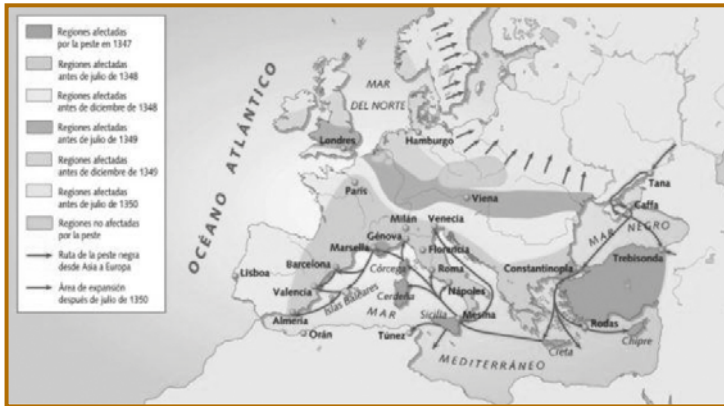 Regiones afectadas
por la peste en 1347
Regiones afectadas
antes de julio de 1348
Regiones afectadas
antes de diciembre de 1348
Regiones afectadas
antes de julio de 1349
Regiones afectadas
antes de diciembre de 1349
Regiones afectadas
antes de julio de 1350
Regiones no afectadas
por la peste
Ruta de la peste negra
desde Asia a Europa
Área de expansión
después de julio de 1350
OCÉANO ATLÁNTICO
MAR
DEL NORTE
Londres
Hamburgo
París
Viena
Tana
Caffa
MAR NEGRO
Milán
Venecia
Génova
Marsella
Florencia
Trebisonda
Barcelona
Córcega
Roma
Constantinopla
Lisboa
Valencia
Islas Baleares
Cerdeña
Nápoles
Almería
MAR
Sicilia
Mesina
Rodas
Orán
Túnez
Creta
Chipre
MEDITERRÁNEO